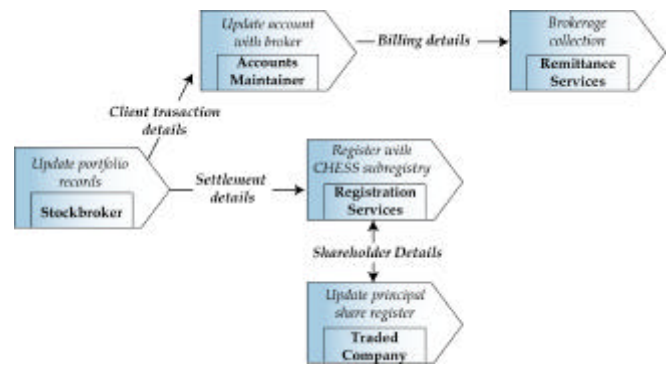 Update account
with broker
Accounts
Maintainer
Billing details
Brokerage
collection
Remittance
Services
Client trasaction
details
Update portfolio
records
Stockbroker
Settlement
details
Register with
CHESS subregistry
Registration
Services
Shareholder Details
Update principal
share register
Traded
Company